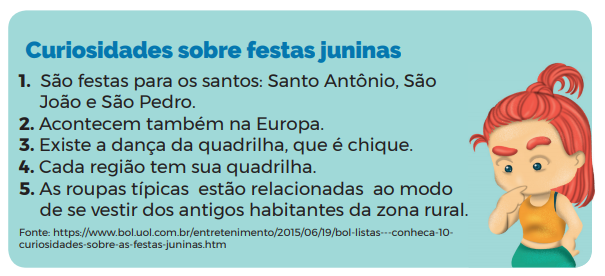 Curiosidades sobre festas juninas
1. São festas para os santos: Santo Antônio, São
João e São Pedro.
2. Acontecem também na Europa.
3. Existe a dança da quadrilha, que é chique.
4. Cada região tem sua quadrilha.
5. As roupas típicas estão relacionadas ao modo
de se vestir dos antigos habitantes da zona rural.
Fonte: https://www.bol.uol.com.br/entretenimento/2015/06/19/bol-listas---conheca-10-
curiosidades-sobre-as-festas-juninas.htm